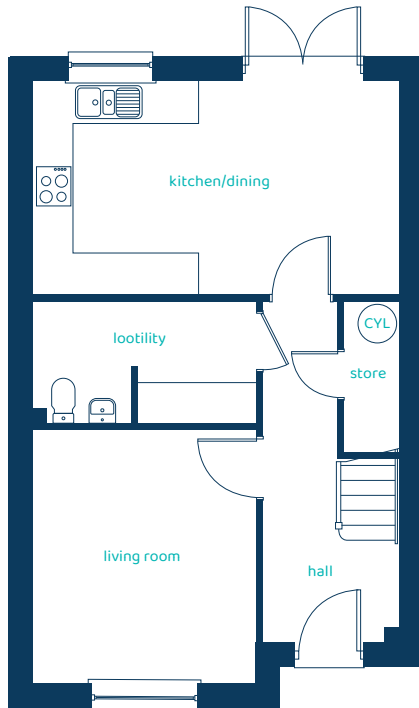 kitchen/dining
lootility
CYL
store
living room
hall